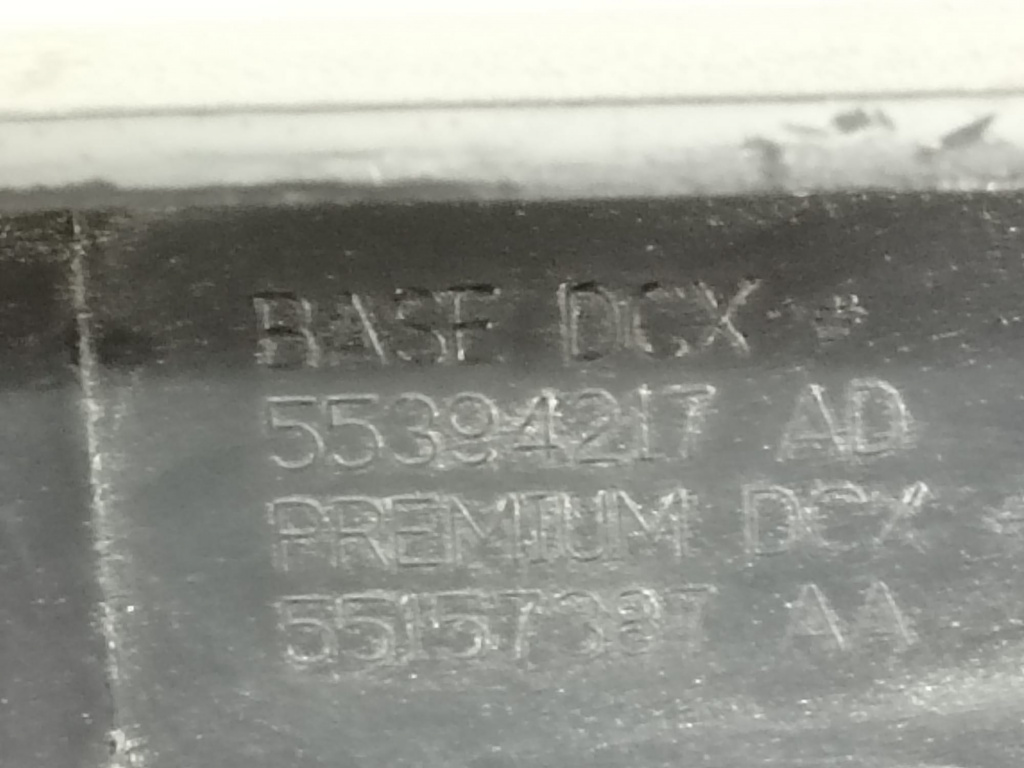 BASE DCX #
55394217 AD
PREMIUM DCX #
55157387 AA